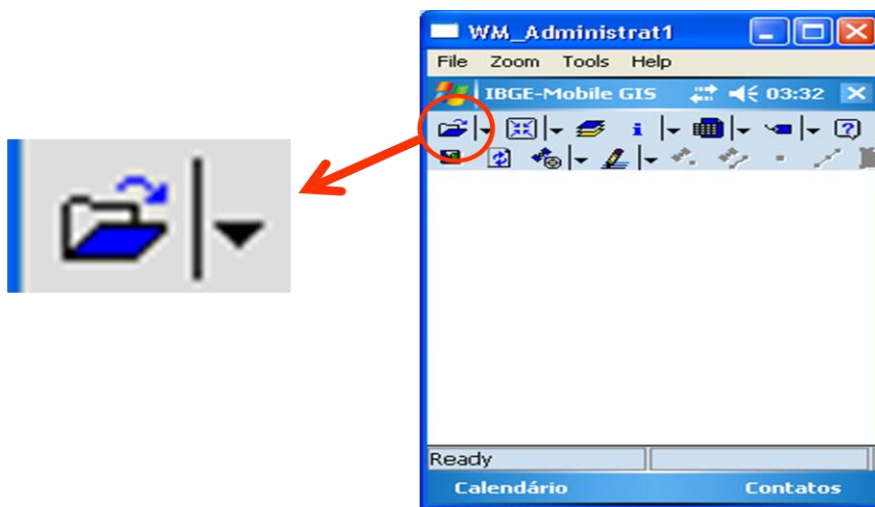 WM_Administrat1
File Zoom Tools Help
IBGE-Mobile GIS 03:32
Ready
Calendário Contatos